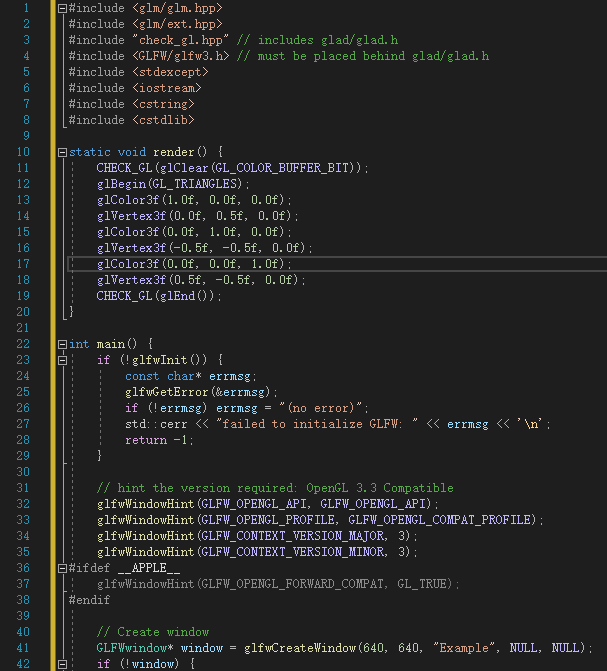 1 #include <glm/glm.hpp>
2 #include <glm/ext.hpp>
3 #include "check_gl.hpp" // includes glad/glad.h
4 #include <GLFW/glfw3.h> // must be placed behind glad/glad.h
5 #include <stdexcept>
6 #include <iostream>
7 #include <cstring>
8 #include <cstdlib>
9
10 static void render() {
11     CHECK_GL(glClear(GL_COLOR_BUFFER_BIT));
12     glBegin(GL_TRIANGLES);
13     glColor3f(1.0f, 0.0f, 0.0f);
14     glVertex3f(0.0f, 0.5f, 0.0f);
15     glColor3f(0.0f, 1.0f, 0.0f);
16     glVertex3f(-0.5f, -0.5f, 0.0f);
17     glColor3f(0.0f, 0.0f, 1.0f);
18     glVertex3f(0.5f, -0.5f, 0.0f);
19     CHECK_GL(glEnd());
20 }
21
22 int main() {
23     if (!glfwInit()) {
24         const char* errmsg;
25         glfwGetError(&errmsg);
26         if (!errmsg) errmsg = "(no error)";
27         std::cerr << "failed to initialize GLFW: " << errmsg << '\n';
28         return -1;
29     }
30
31     // hint the version required: OpenGL 3.3 Compatible
32     glfwWindowHint(GLFW_OPENGL_API, GLFW_OPENGL_API);
33     glfwWindowHint(GLFW_OPENGL_PROFILE, GLFW_OPENGL_COMPAT_PROFILE);
34     glfwWindowHint(GLFW_CONTEXT_VERSION_MAJOR, 3);
35     glfwWindowHint(GLFW_CONTEXT_VERSION_MINOR, 3);
36 #ifdef __APPLE__
37     glfwWindowHint(GLFW_OPENGL_FORWARD_COMPAT, GL_TRUE);
38 #endif
39
40     // Create window
41     GLFWwindow* window = glfwCreateWindow(640, 640, "Example", NULL, NULL);
42     if (!window) {